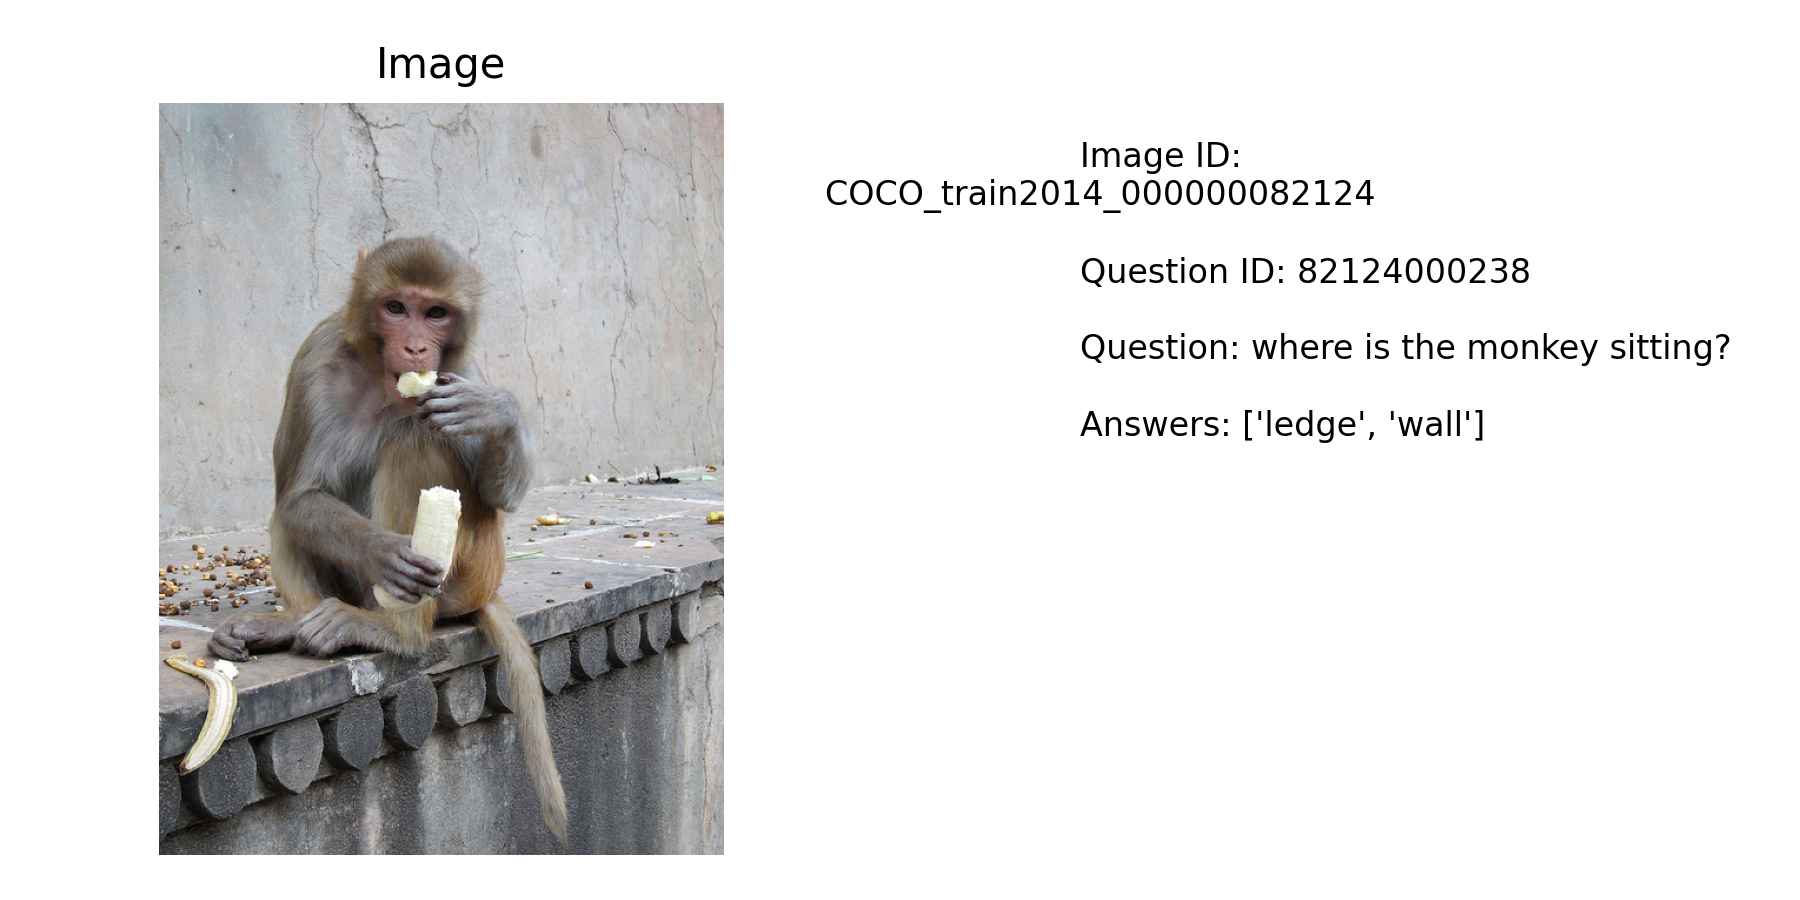 Image
Image ID:
COCO_train2014_000000082124
Question ID: 82124000238
Question: where is the monkey sitting?
Answers: ['ledge', 'wall']